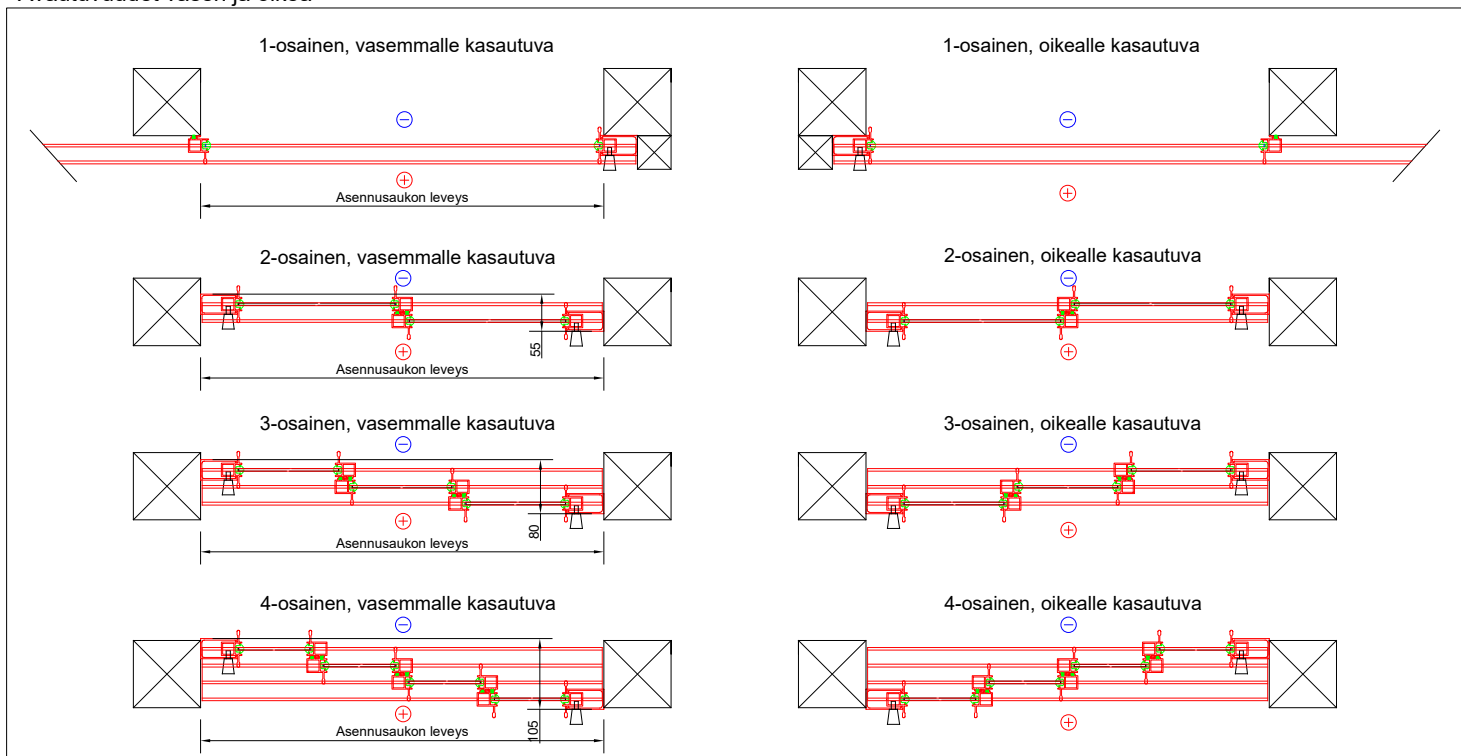 1-osainen, vasemmalle kasautuva
1-osainen, oikealle kasautuva
Asennusaukon leveys
2-osainen, vasemmalle kasautuva
2-osainen, oikealle kasautuva
55
Asennusaukon leveys
3-osainen, vasemmalle kasautuva
3-osainen, oikealle kasautuva
80
Asennusaukon leveys
4-osainen, vasemmalle kasautuva
4-osainen, oikealle kasautuva
105
Asennusaukon leveys